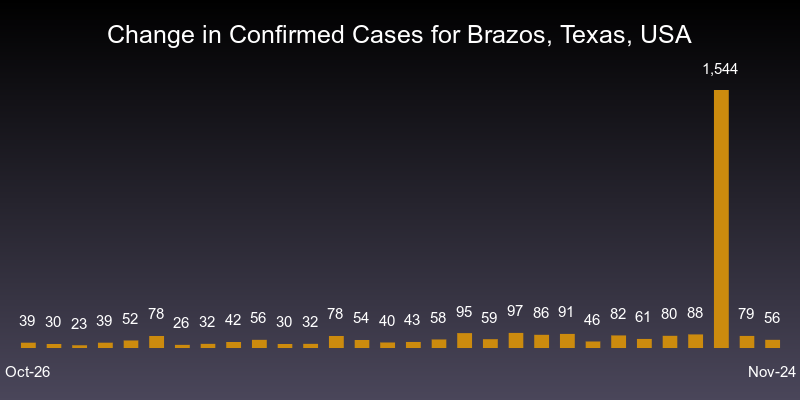 Change in Confirmed Cases for Brazos, Texas, USA
1,544
39 30 23 39 52 78 26 32 42 56 30 32 78 54 40 43 58 95 59 97 86 91 46 82 61 80 88 79 56
Oct-26 Nov-24